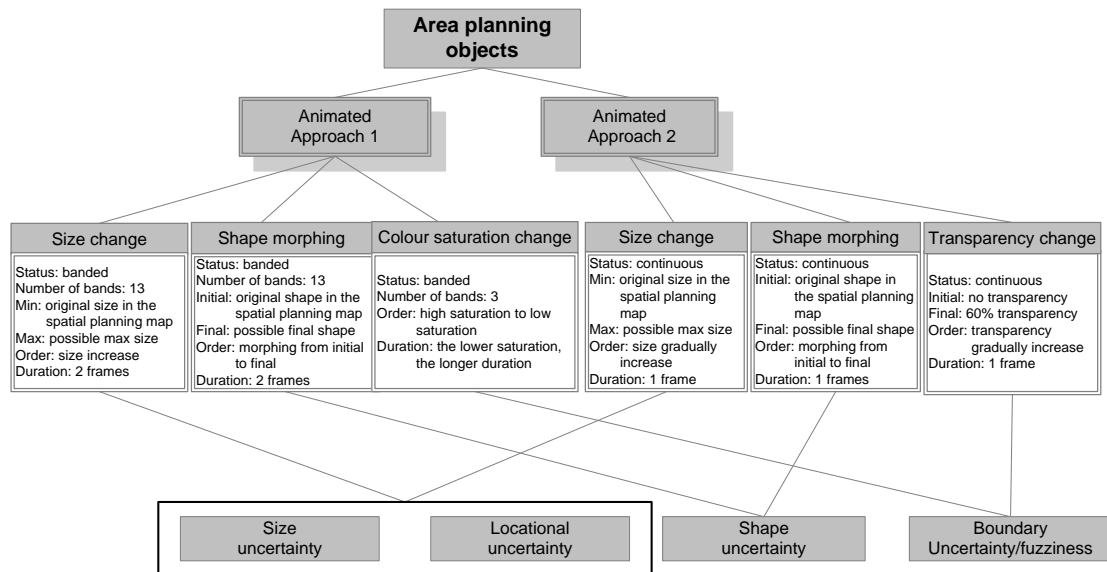 Area planning
objects
Animated
Approach 1
Animated
Approach 2
Size change
Status: banded
Number of bands: 13
Min: original size in the
spatial planning map
Max: possible max size
Order: size increase
Duration: 2 frames
Shape morphing
Status: banded
Number of bands: 13
Initial: original shape in the
spatial planning map
Final: possible final shape
Order: morphing from initial
to final
Duration: 2 frames
Colour saturation change
Status: banded
Number of bands: 3
Order: high saturation to low
saturation
Duration: the lower saturation,
the longer duration
Size change
Status: continuous
Min: original size in the
spatial planning
map
Max: possible max size
Order: size gradually
increase
Duration: 1 frame
Shape morphing
Status: continuous
Initial: original shape in
the spatial planning
map
Final: possible final shape
Order: morphing from
initial to final
Duration: 1 frames
Transparency change
Status: continuous
Initial: no transparency
Final: 60% transparency
Order: transparency
gradually increase
Duration: 1 frame
Size
uncertainty
Locational
uncertainty
Shape
uncertainty
Boundary
Uncertainty/fuzziness